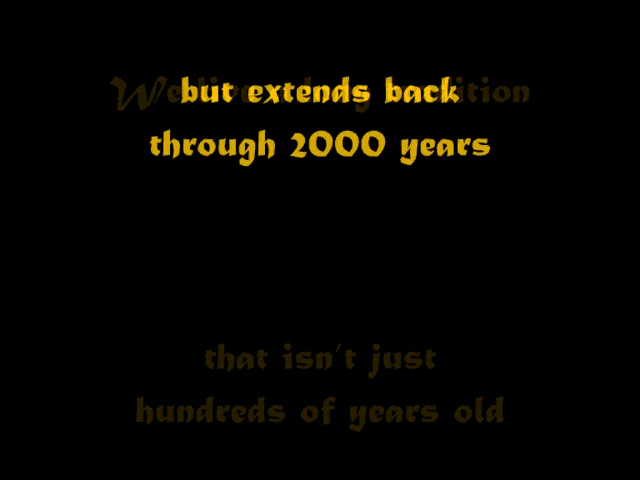 but extends back
through 2000 years
that isn't just
hundreds of years old